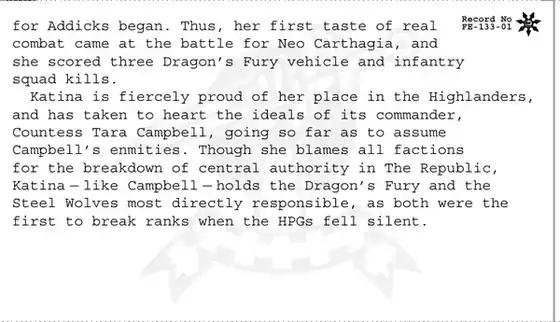 for Addicks began. Thus, her first taste of real
combat came at the battle for Neo Carthagia, and
she scored three Dragon’s Fury vehicle and infantry
squad kills.
Katina is fiercely proud of her place in the Highlanders,
and has taken to heart the ideals of its commander,
Countess Tara Campbell, going so far as to assume
Campbell’s enmities. Though she blames all factions
for the breakdown of central authority in The Republic,
Katina — like Campbell — holds the Dragon’s Fury and the
Steel Wolves most directly responsible, as both were the
first to break ranks when the HPGs fell silent.
Record No
FE-133-01